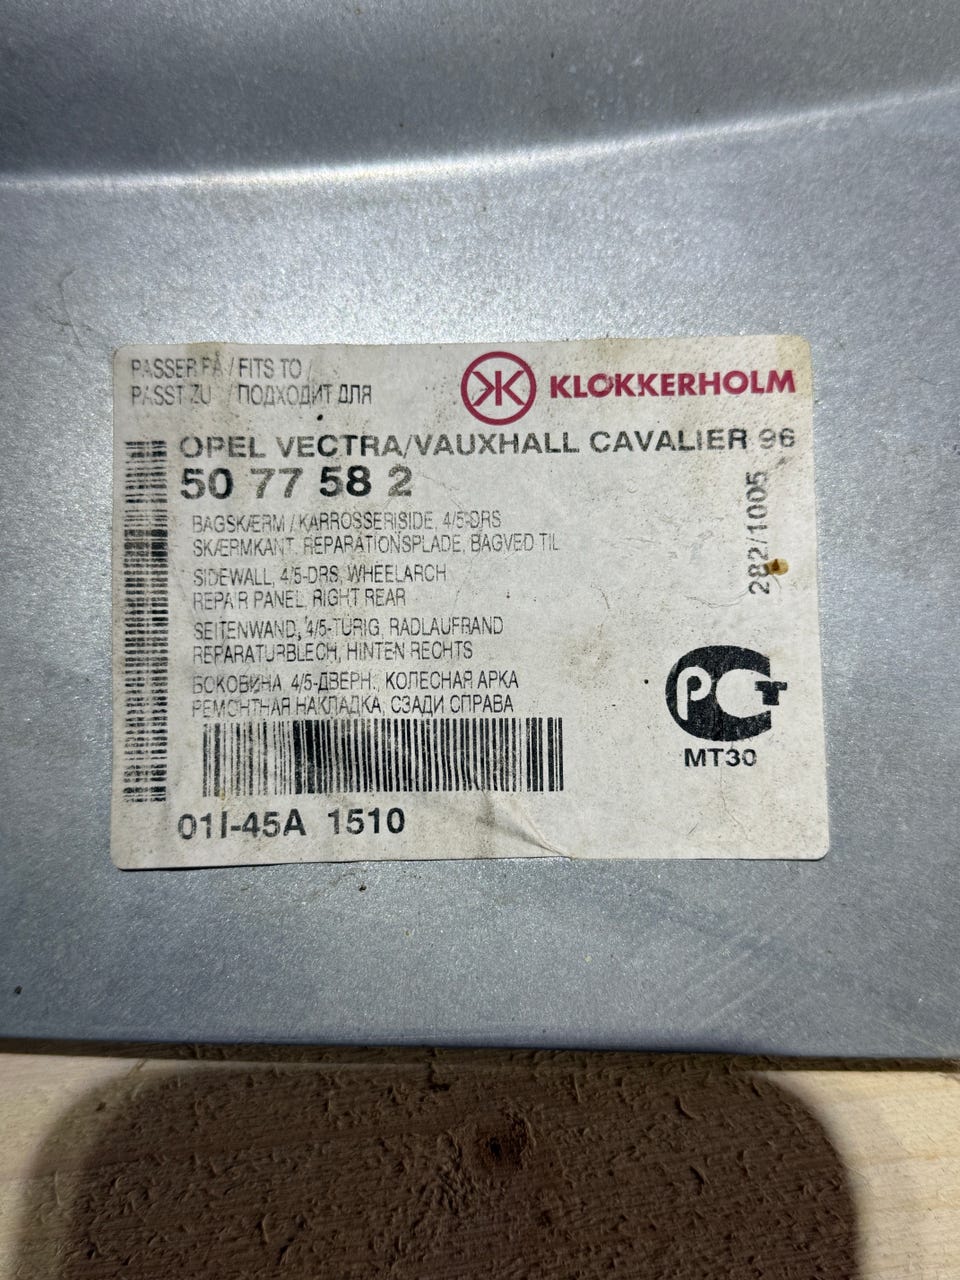 PASSER PÅ / FITS TO /
PASST ZU / ПОДХОДИТ ДЛЯ
KLOKKERHOLM
OPEL VECTRA/VAUXHALL CAVALIER 96
50 77 58 2
282/1005
BAGSKÆRM / KARROSSERISIDE, 4/5-DRS
SKÆRMKANT, REPARATIONSPLADE, BAGVED TIL
SIDEWALL, 4/5-DRS, WHEELARCH
REPAIR PANEL, RIGHT REAR
SEITENWAND, 4/5-TÜRIG, RADLAUFRAND
REPARATURBLECH, HINTEN RECHTS
БОКОВИНА, 4/5-ДВЕРН., КОЛЕСНАЯ АРКА
РЕМОНТНАЯ НАКЛАДКА, СЗАДИ СПРАВА
РСТ
МТ30
01I-45A 1510